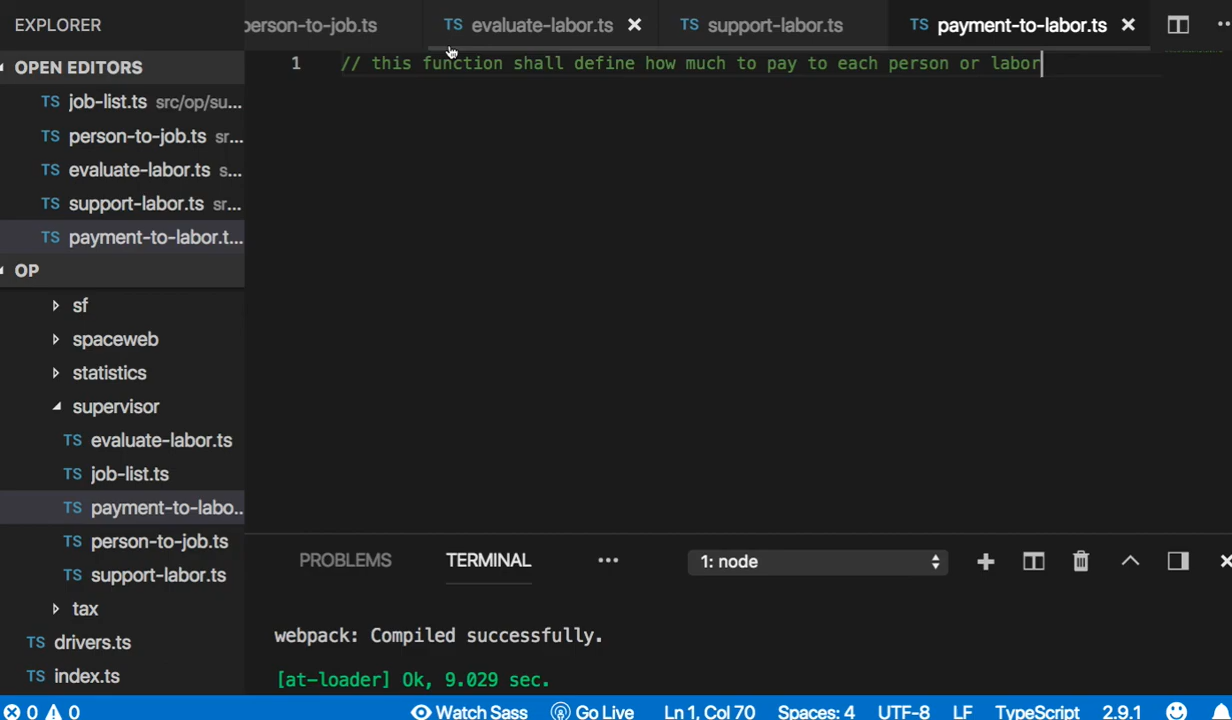 EXPLORER
person-to-job.ts
TS evaluate-labor.ts
TS support-labor.ts
TS payment-to-labor.ts
OPEN EDITORS
TS job-list.ts src/op/su...
TS person-to-job.ts sr...
TS evaluate-labor.ts s...
TS support-labor.ts sr...
TS payment-to-labor.t...
OP
sf
spaceweb
statistics
supervisor
TS evaluate-labor.ts
TS job-list.ts
TS payment-to-labo..
TS person-to-job.ts
TS support-labor.ts
tax
TS drivers.ts
TS index.ts
1 // this function shall define how much to pay to each person or labor
PROBLEMS TERMINAL ... 1: node
webpack: Compiled successfully.
[at-loader] Ok, 9.029 sec.
0 0 Watch Sass Go Live Ln 1, Col 70 Spaces: 4 UTF-8 LF TypeScript 2.9.1